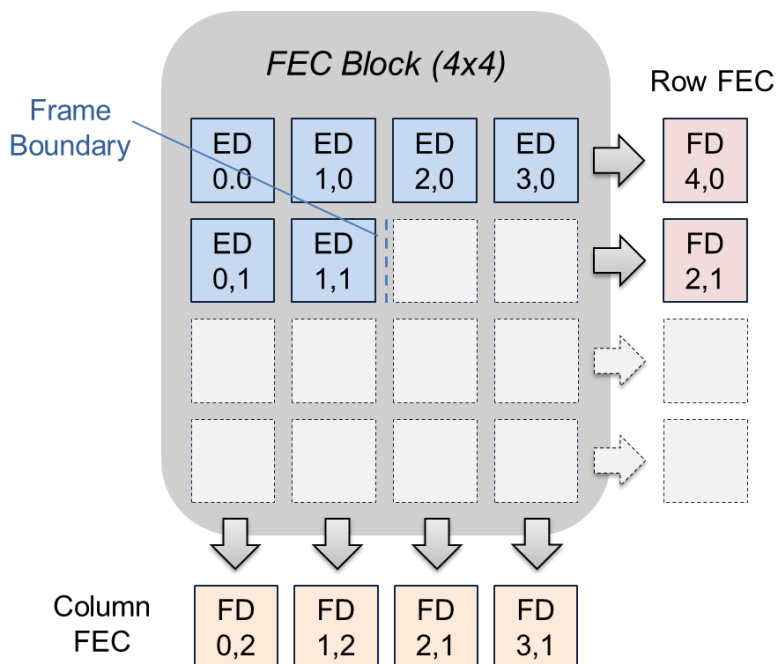 FEC Block (4x4)
Row FEC
Frame
Boundary
ED
0.0
ED
1,0
ED
2,0
ED
3,0
FD
4,0
ED
0,1
ED
1,1
FD
2,1
Column
FEC
FD
0,2
FD
1,2
FD
2,1
FD
3,1